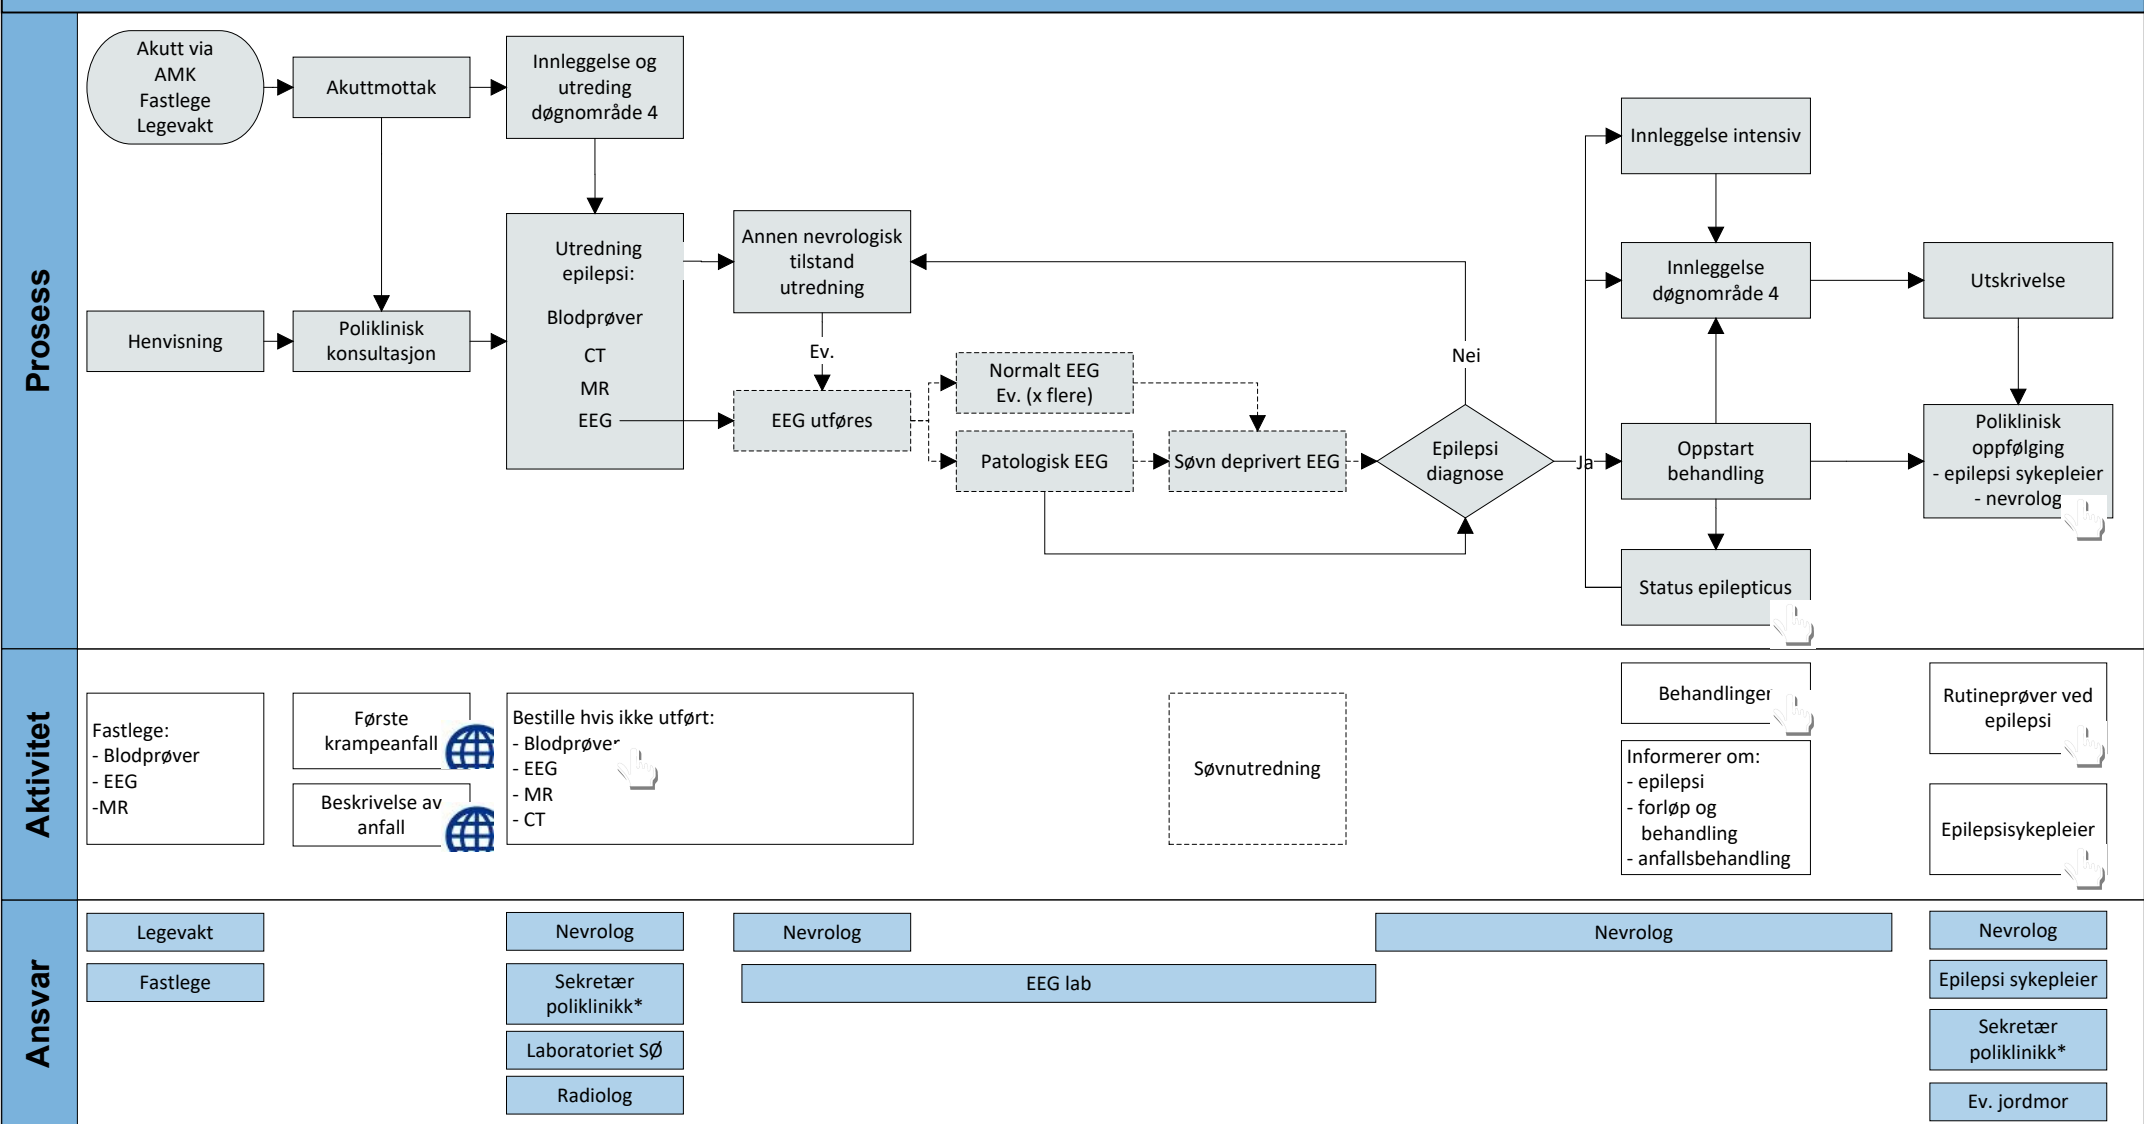 Prosess
Akutt via
AMK
Fastlege
Legevakt
Akuttmottak
Innleggelse og
utreding
døgnområde 4
Henvisning
Poliklinisk
konsultasjon
Utredning
epilepsi:
Blodprøver
CT
MR
EEG
Annen nevrologisk
tilstand
utredning
Ev.
EEG utføres
Normalt EEG
Ev. (x flere)
Patologisk EEG
Søvn deprivert EEG
Epilepsi
diagnose
Nei
Ja
Innleggelse intensiv
Innleggelse
døgnområde 4
Oppstart
behandling
Status epilepticus
Utskrivelse
Poliklinisk
oppfølging
- epilepsi sykepleier
- nevrolog
Aktivitet
Fastlege:
- Blodprøver
- EEG
-MR
Første
krampeanfall
Beskrivelse av
anfall
Bestille hvis ikke utført:
- Blodprøver
- EEG
- MR
- CT
Søvnutredning
Behandlinger
Informerer om:
- epilepsi
- forløp og
behandling
- anfallsbehandling
Rutineprøver ved
epilepsi
Epilepsisykepleier
Ansvar
Legevakt
Fastlege
Nevrolog
Sekretær
poliklinikk*
Laboratoriet SØ
Radiolog
Nevrolog
EEG lab
Nevrolog
Nevrolog
Epilepsi sykepleier
Sekretær
poliklinikk*
Ev. jordmor